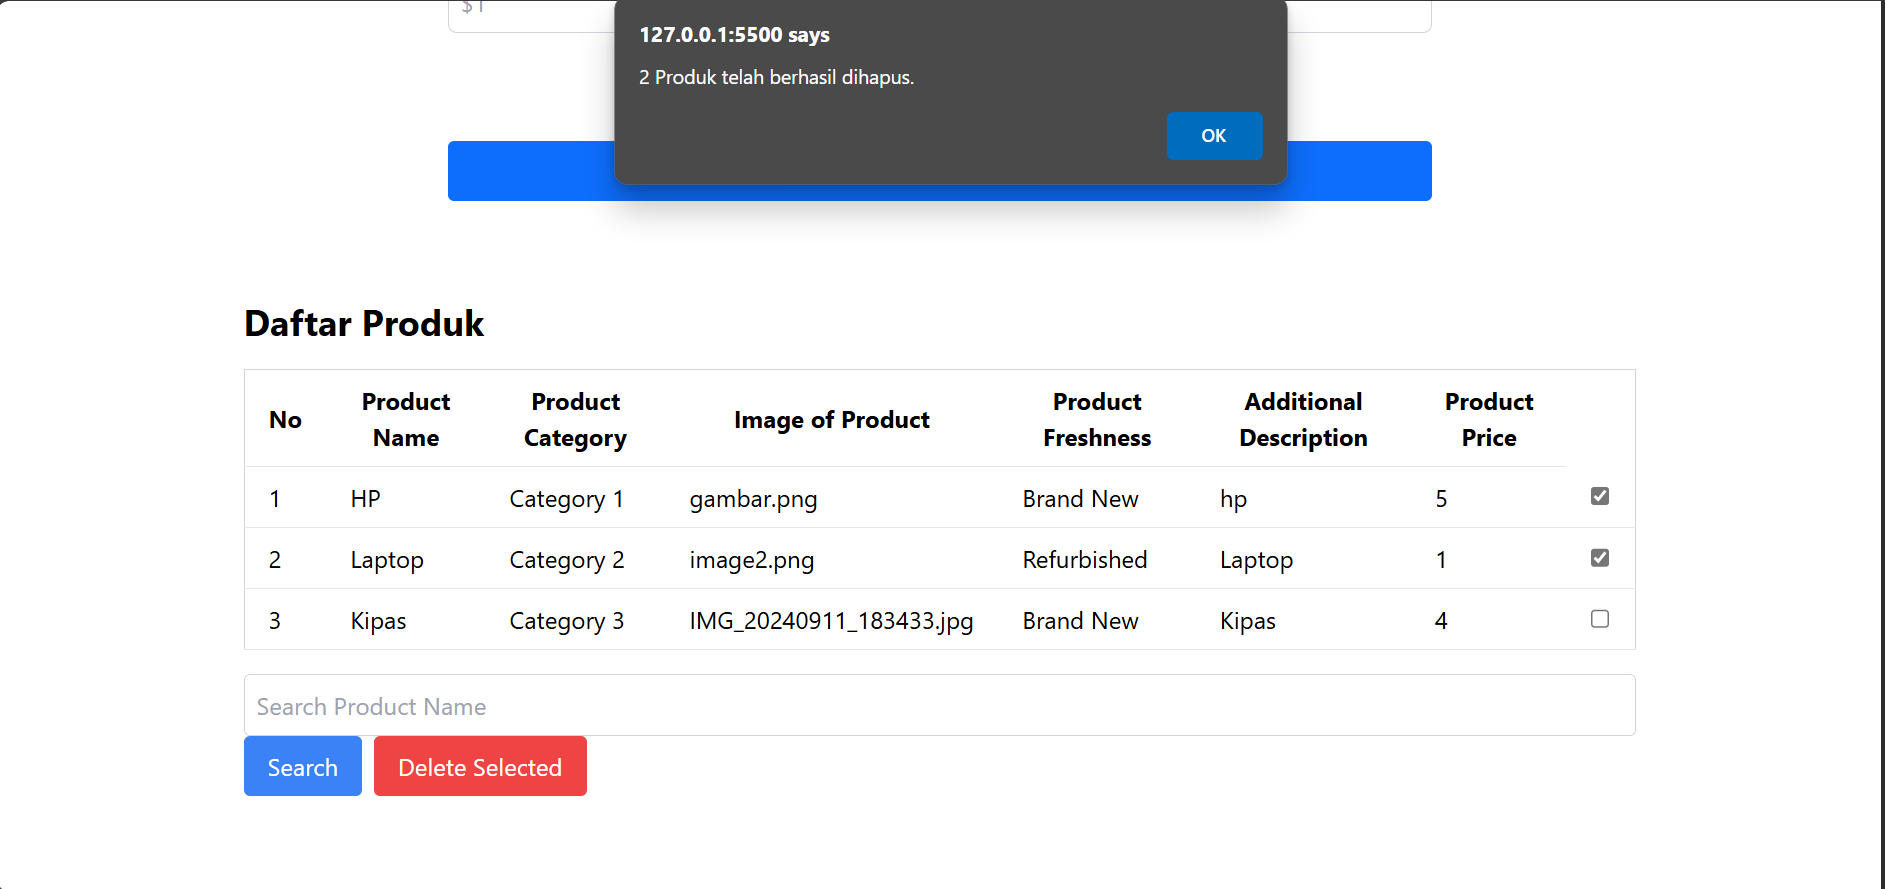 $1
127.0.0.1:5500 says
2 Produk telah berhasil dihapus.
OK
Daftar Produk
No Product Name Product Category Image of Product Product Freshness Additional Description Product Price
1 HP Category 1 gambar.png Brand New hp 5
2 Laptop Category 2 image2.png Refurbished Laptop 1
3 Kipas Category 3 IMG_20240911_183433.jpg Brand New Kipas 4
Search Product Name
Search Delete Selected